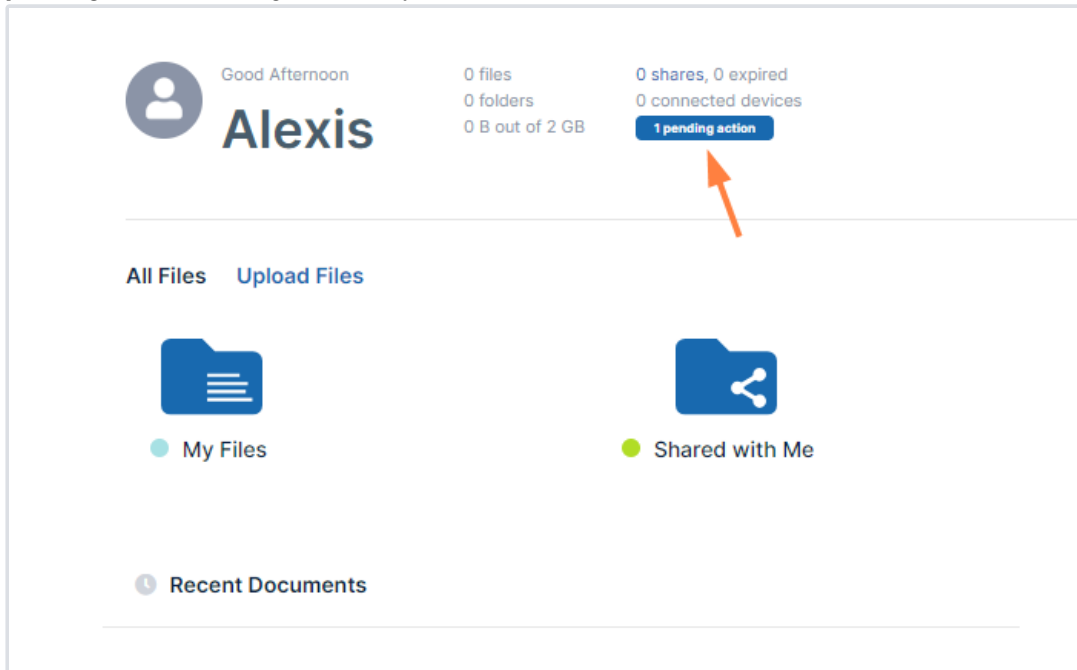 Good Afternoon
Alexis
0 files
0 folders
0 B out of 2 GB
0 shares, 0 expired
0 connected devices
1 pending action
All Files Upload Files
My Files
Shared with Me
Recent Documents